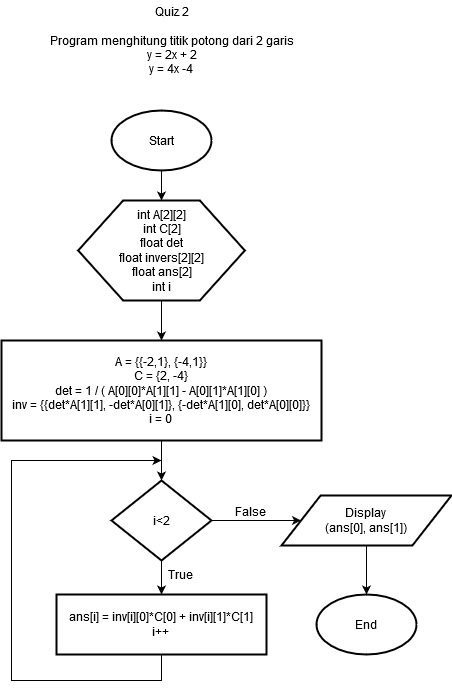 Quiz 2
Program menghitung titik potong dari 2 garis
y = 2x + 2
y = 4x -4
Start
int A[2][2]
int C[2]
float det
float invers[2][2]
float ans[2]
int i
A = {{-2,1}, {-4,1}}
C = {2, -4}
det = 1 / ( A[0][0]*A[1][1] - A[0][1]*A[1][0] )
inv = {{det*A[1][1], -det*A[0][1]}, {-det*A[1][0], det*A[0][0]}}
i = 0
i<2
False
Display
(ans[0], ans[1])
True
ans[i] = inv[i][0]*C[0] + inv[i][1]*C[1]
i++
End